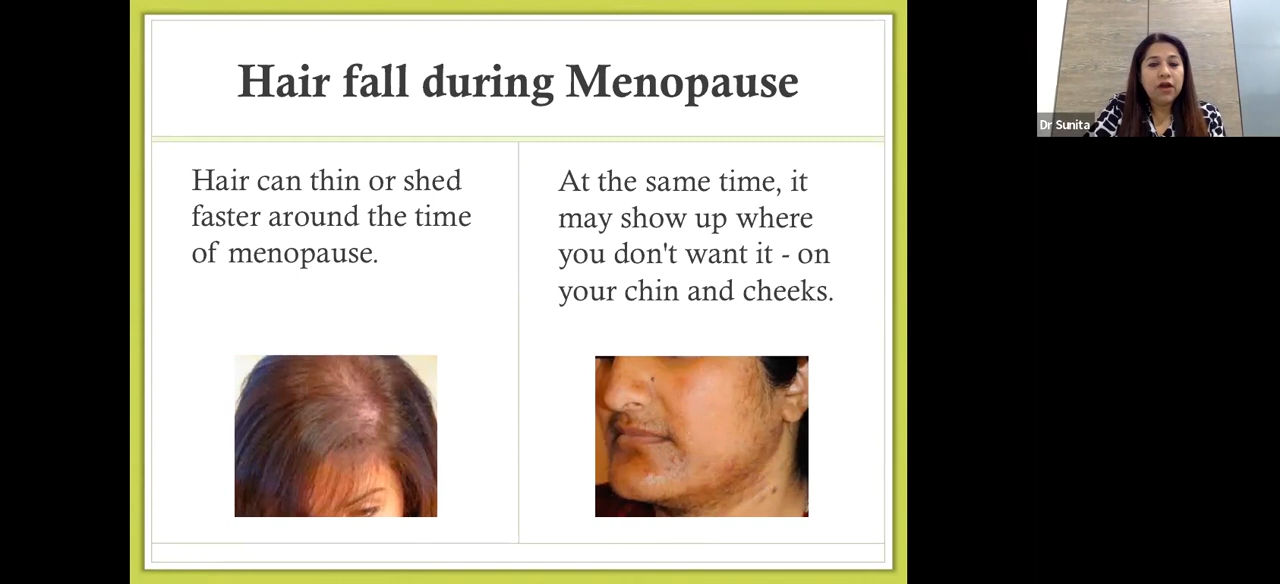 Hair fall during Menopause
Hair can thin or shed
faster around the time
of menopause.
At the same time, it
may show up where
you don't want it - on
your chin and cheeks.
Dr Sunita